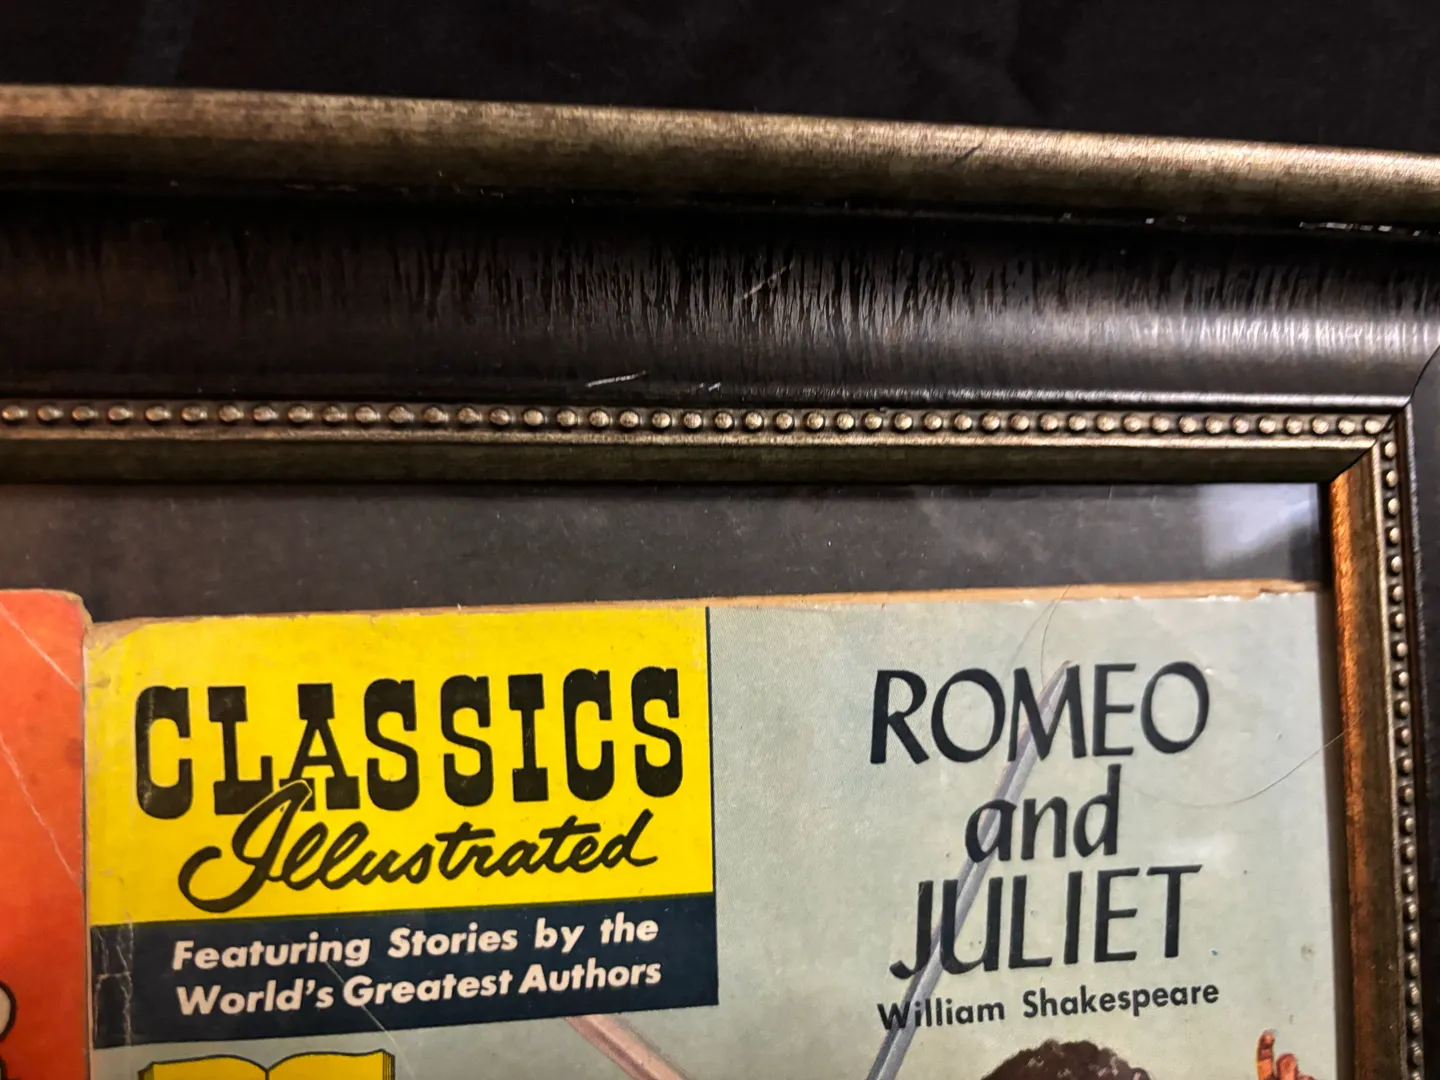 CLASSICS
Illustrated
Featuring Stories by the
World's Greatest Authors
ROMEO
and
JULIET
William Shakespeare